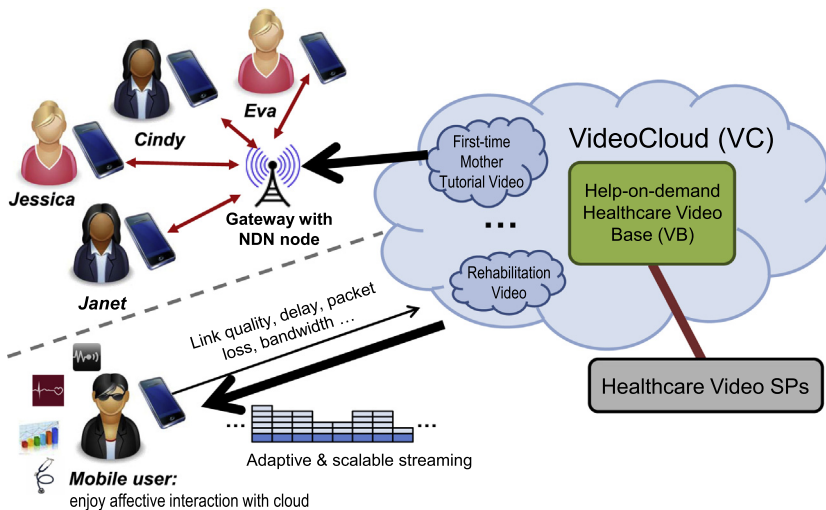 Eva
Cindy
Jessica
Janet
Gateway with
NDN node
First-time
Mother
Tutorial Video
...
Rehabilitation
Video
VideoCloud (VC)
Help-on-demand
Healthcare Video
Base (VB)
Healthcare Video SPs
Link quality, delay, packet
loss, bandwidth ...
... ...
Adaptive & scalable streaming
Mobile user:
enjoy affective interaction with cloud